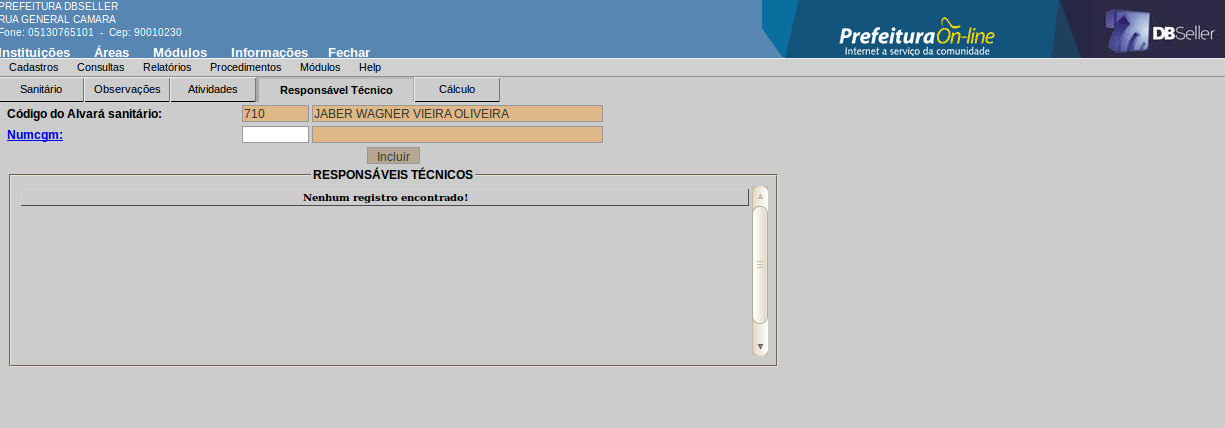 PREFEITURA DBSELLER
RUA GENERAL CAMARA
Fone: 05130765101 - Cep: 90010230
Instituições Áreas Módulos Informações Fechar
PrefeituraOn-line
Internet a serviço da comunidade
DBSeller
Cadastros Consultas Relatórios Procedimentos Módulos Help
Sanitário Observações Atividades Responsável Técnico Cálculo
Código do Alvará sanitário: 710 JABER WAGNER VIEIRA OLIVEIRA
Numcgm:
Incluir
RESPONSÁVEIS TÉCNICOS
Nenhum registro encontrado!